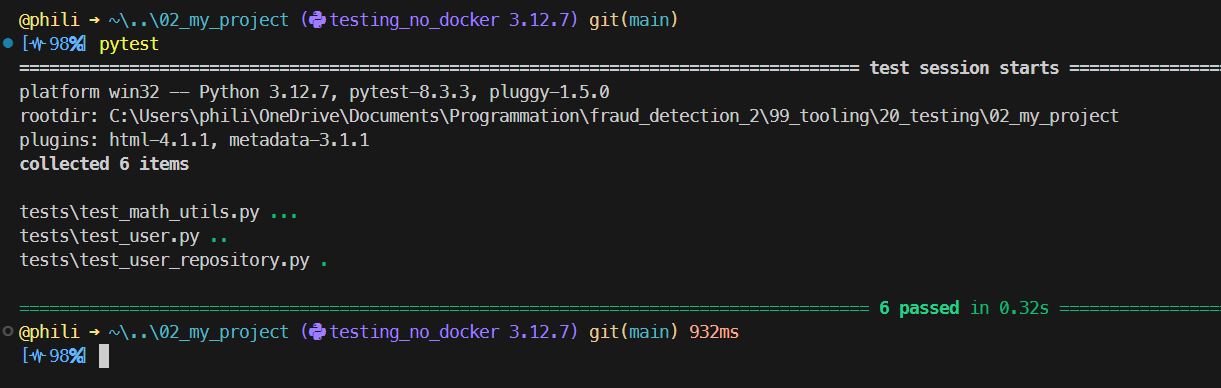 @phili → ~\..\02_my_project (testing_no_docker 3.12.7) git(main)
[98%] pytest
==================================================================================== test session starts ===============
platform win32 -- Python 3.12.7, pytest-8.3.3, pluggy-1.5.0
rootdir: C:\Users\phili\OneDrive\Documents\Programmation\fraud_detection_2\99_tooling\20_testing\02_my_project
plugins: html-4.1.1, metadata-3.1.1
collected 6 items
tests\test_math_utils.py ...
tests\test_user.py ..
tests\test_user_repository.py .
===================================================================================== 6 passed in 0.32s ================
@phili → ~\..\02_my_project (testing_no_docker 3.12.7) git(main) 932ms
[98%]